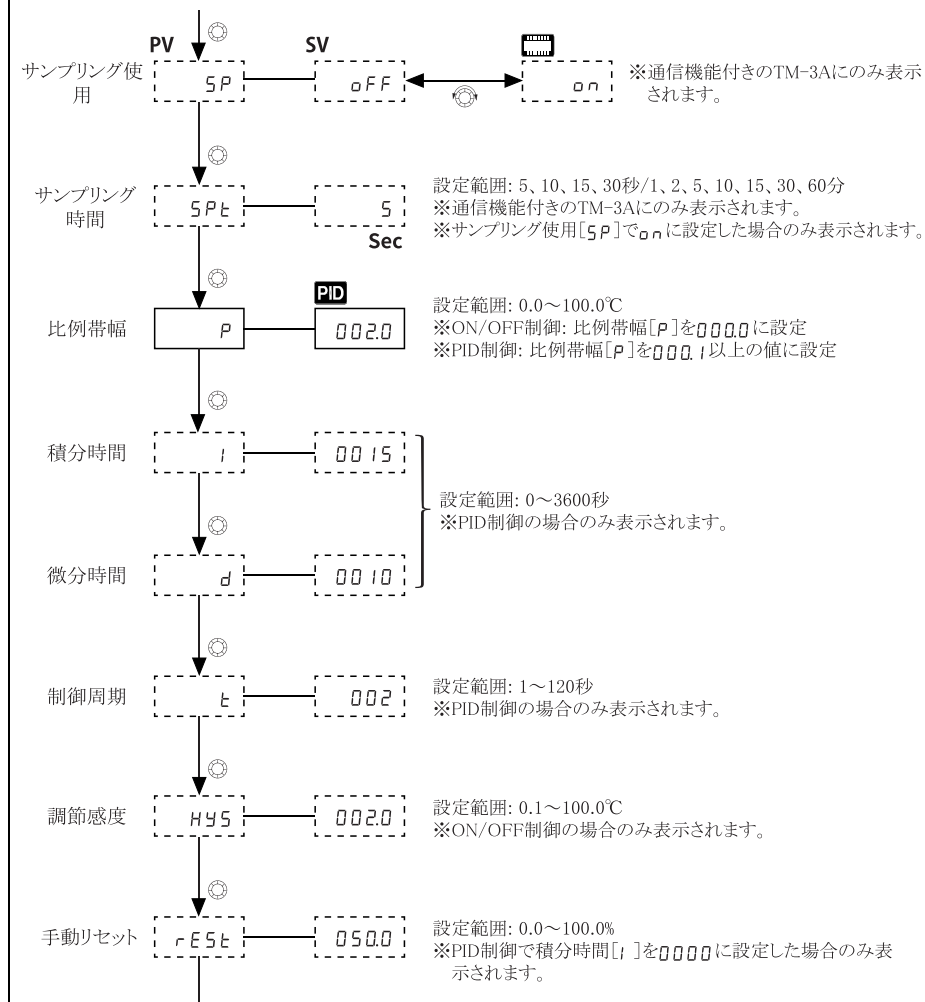 PV SV
サンプリング使
用
SP oFF on
※通信機能付きのTM-3Aにのみ表示
されます。
サンプリング
時間
SPt 5
Sec
設定範囲: 5、10、15、30秒/1、2、5、10、15、30、60分
※通信機能付きのTM-3Aにのみ表示されます。
※サンプリング使用[SP]でonに設定した場合のみ表示されます。
PID
比例帯幅 P 002.0
設定範囲: 0.0～100.0℃
※ON/OFF制御: 比例帯幅[P]を000.0に設定
※PID制御: 比例帯幅[P]を000.1以上の値に設定
積分時間 I 0015
設定範囲: 0～3600秒
※PID制御の場合のみ表示されます。
微分時間 d 0010
制御周期 t 002
設定範囲: 1～120秒
※PID制御の場合のみ表示されます。
調節感度 HYS 002.0
設定範囲: 0.1～100.0℃
※ON/OFF制御の場合のみ表示されます。
手動リセット rESt 050.0
設定範囲: 0.0～100.0%
※PID制御で積分時間[I]を0000に設定した場合のみ表
示されます。